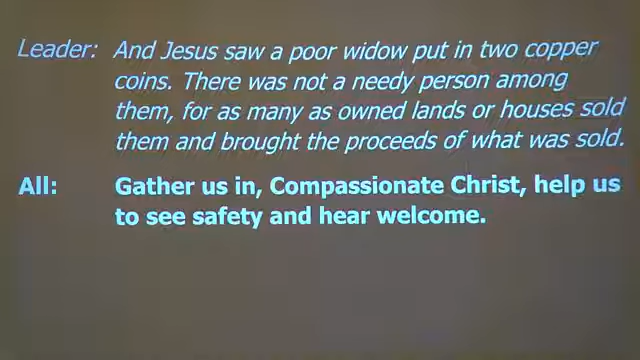 Leader: And Jesus saw a poor widow put in two copper
coins. There was not a needy person among
them, for as many as owned lands or houses sold
them and brought the proceeds of what was sold.
All: Gather us in, Compassionate Christ, help us
to see safety and hear welcome.